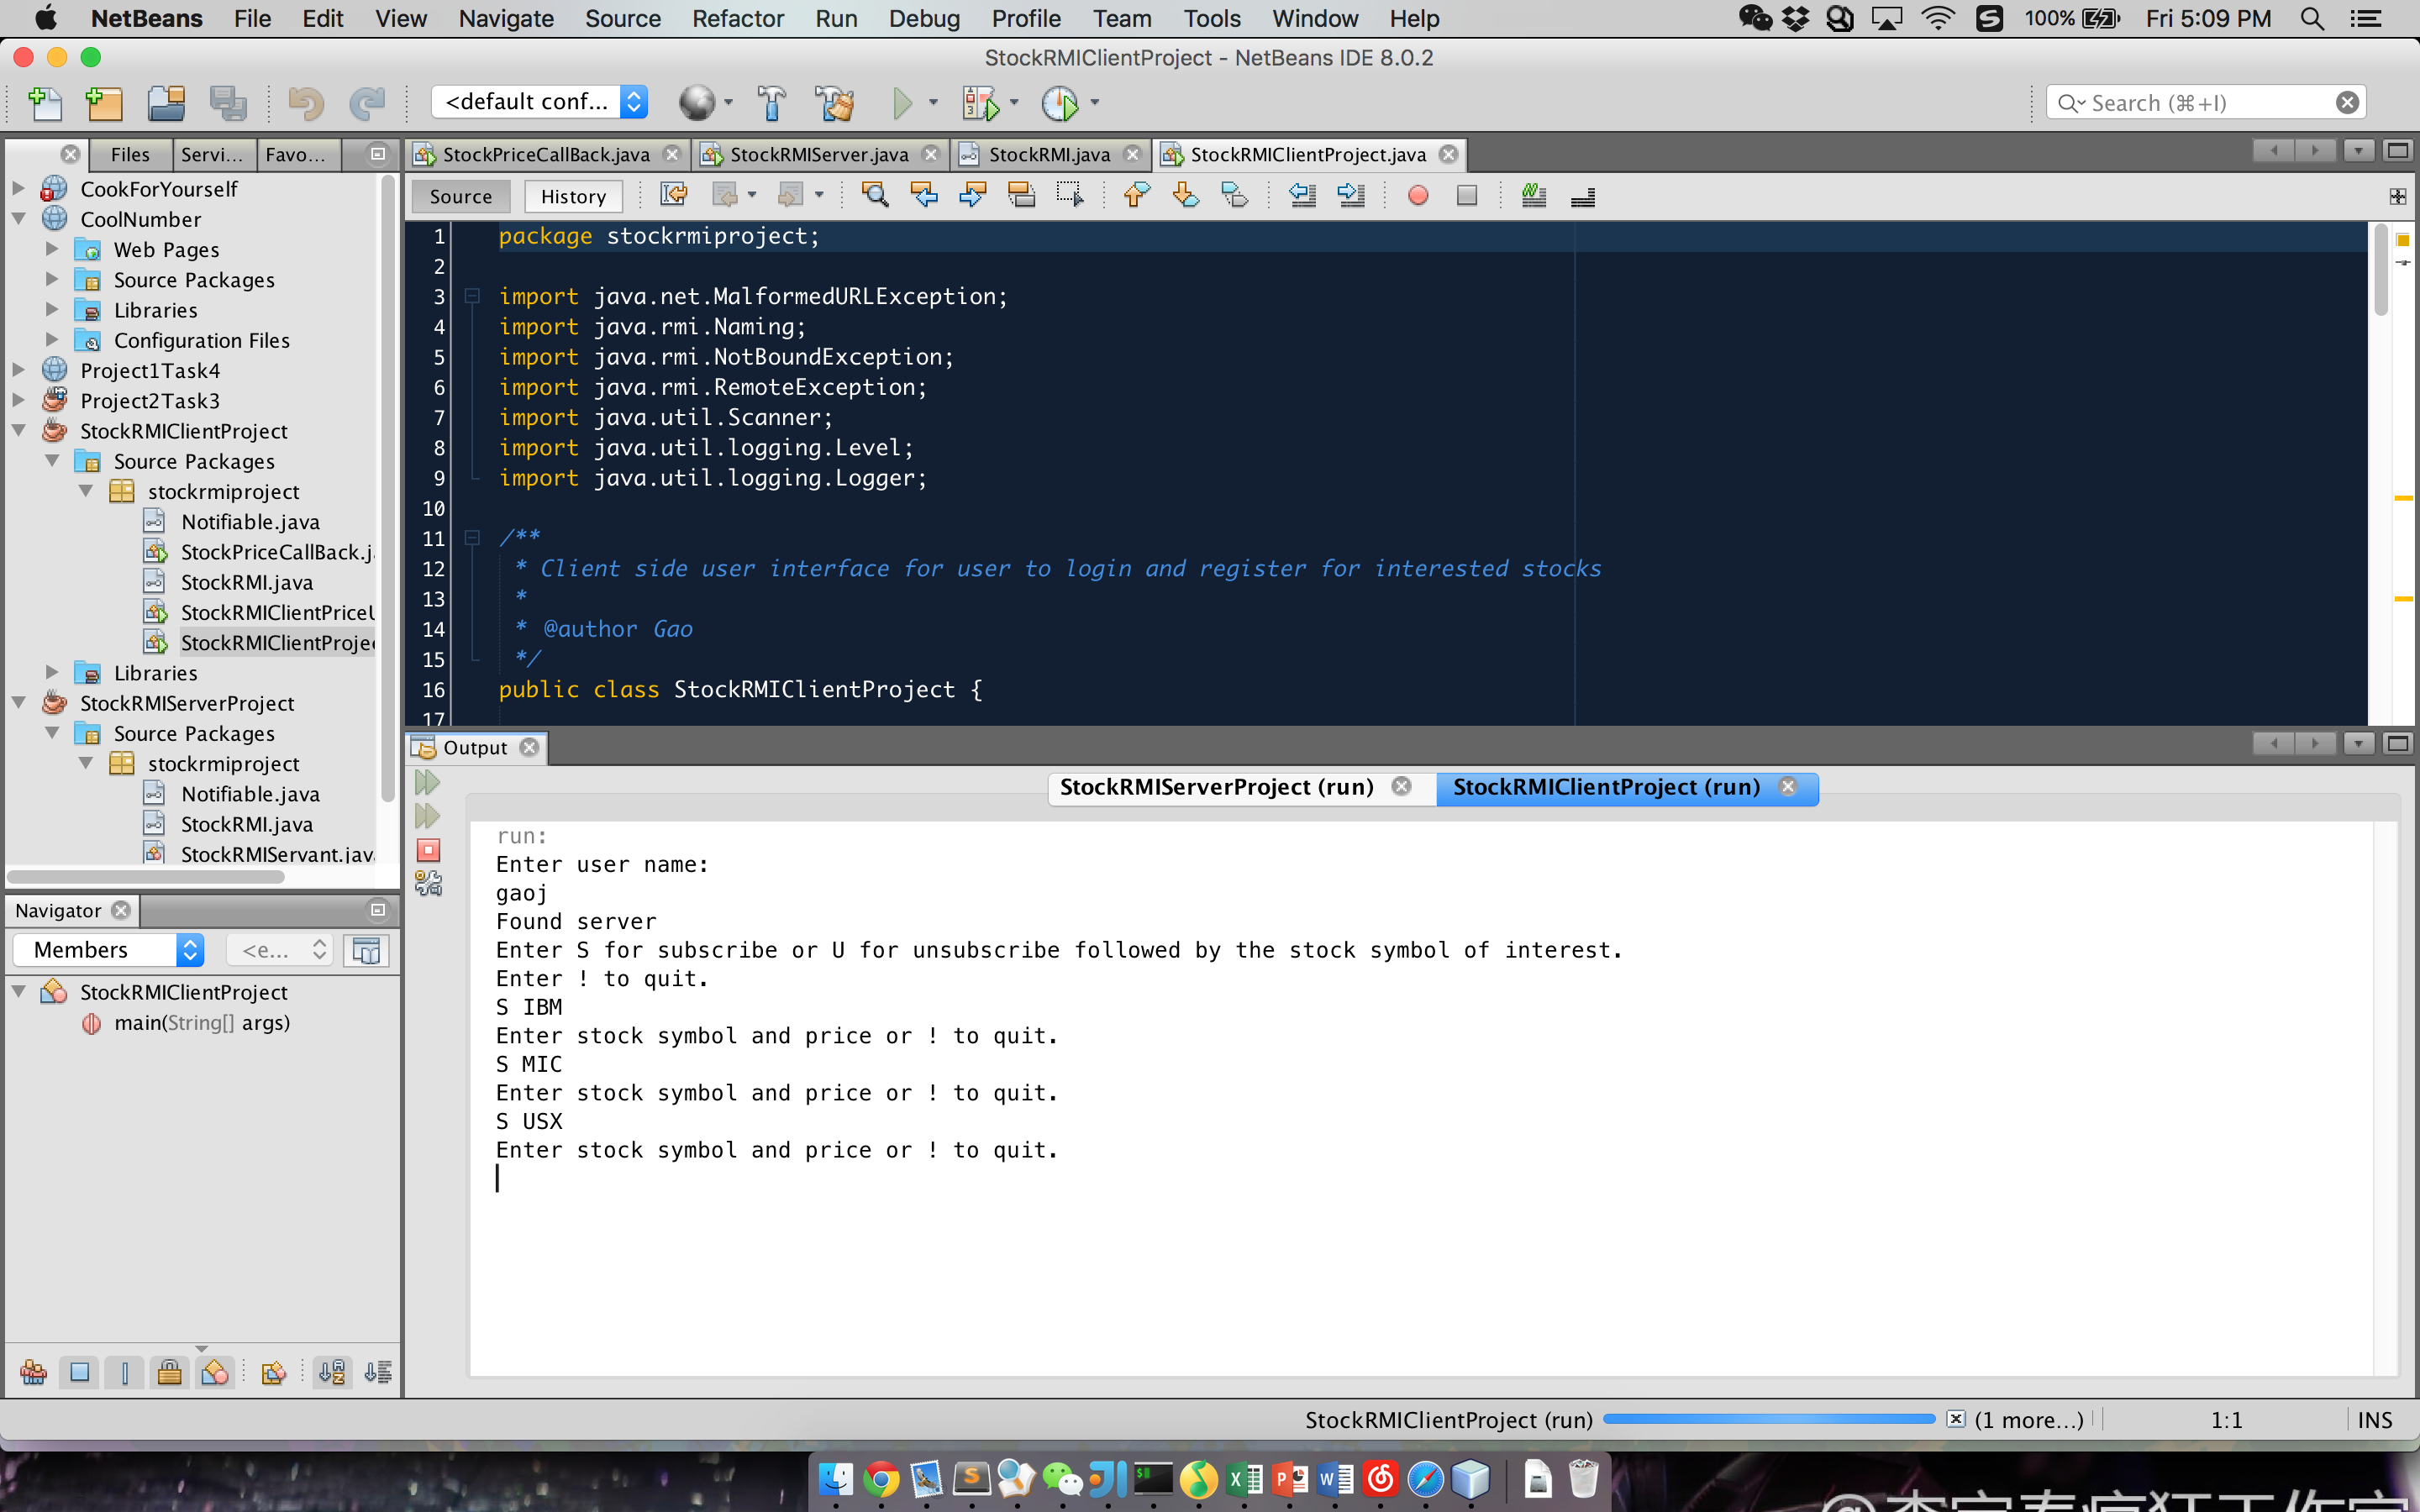 NetBeans File Edit View Navigate Source Refactor Run Debug Profile Team Tools Window Help 100% Fri 5:09 PM
StockRMIClientProject - NetBeans IDE 8.0.2
<default conf... Search (⌘+I)
Files Servi... Favo...
StockPriceCallBack.java StockRMIServer.java StockRMI.java StockRMIClientProject.java
Source History
CookForYourself
CoolNumber
Web Pages
Source Packages
Libraries
Configuration Files
Project1Task4
Project2Task3
StockRMIClientProject
Source Packages
stockrmiproject
Notifiable.java
StockPriceCallBack.j
StockRMI.java
StockRMIClientPriceU
StockRMIClientProje
Libraries
StockRMIServerProject
Source Packages
stockrmiproject
Notifiable.java
StockRMI.java
StockRMIServant.jav
1 package stockrmiproject;
2
3 import java.net.MalformedURLException;
4 import java.rmi.Naming;
5 import java.rmi.NotBoundException;
6 import java.rmi.RemoteException;
7 import java.util.Scanner;
8 import java.util.logging.Level;
9 import java.util.logging.Logger;
10
11 /**
12 * Client side user interface for user to login and register for interested stocks
13 *
14 * @author Gao
15 */
16 public class StockRMIClientProject {
17
Navigator
Members <e...
StockRMIClientProject
main(String[] args)
Output
StockRMIServerProject (run) StockRMIClientProject (run)
run:
Enter user name:
gaoj
Found server
Enter S for subscribe or U for unsubscribe followed by the stock symbol of interest.
Enter ! to quit.
S IBM
Enter stock symbol and price or ! to quit.
S MIC
Enter stock symbol and price or ! to quit.
S USX
Enter stock symbol and price or ! to quit.
StockRMIClientProject (run) (1 more...) 1:1 INS